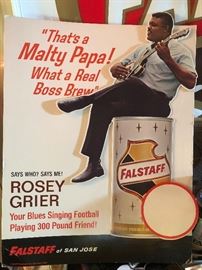 "That's a
Malty Papa!
What a Real
Boss Brew"
SAYS WHO? SAYS ME!
ROSEY
GRIER
Your Blues Singing Football
Playing 300 Pound Friend!
FALSTAFF
FALSTAFF of SAN JOSE